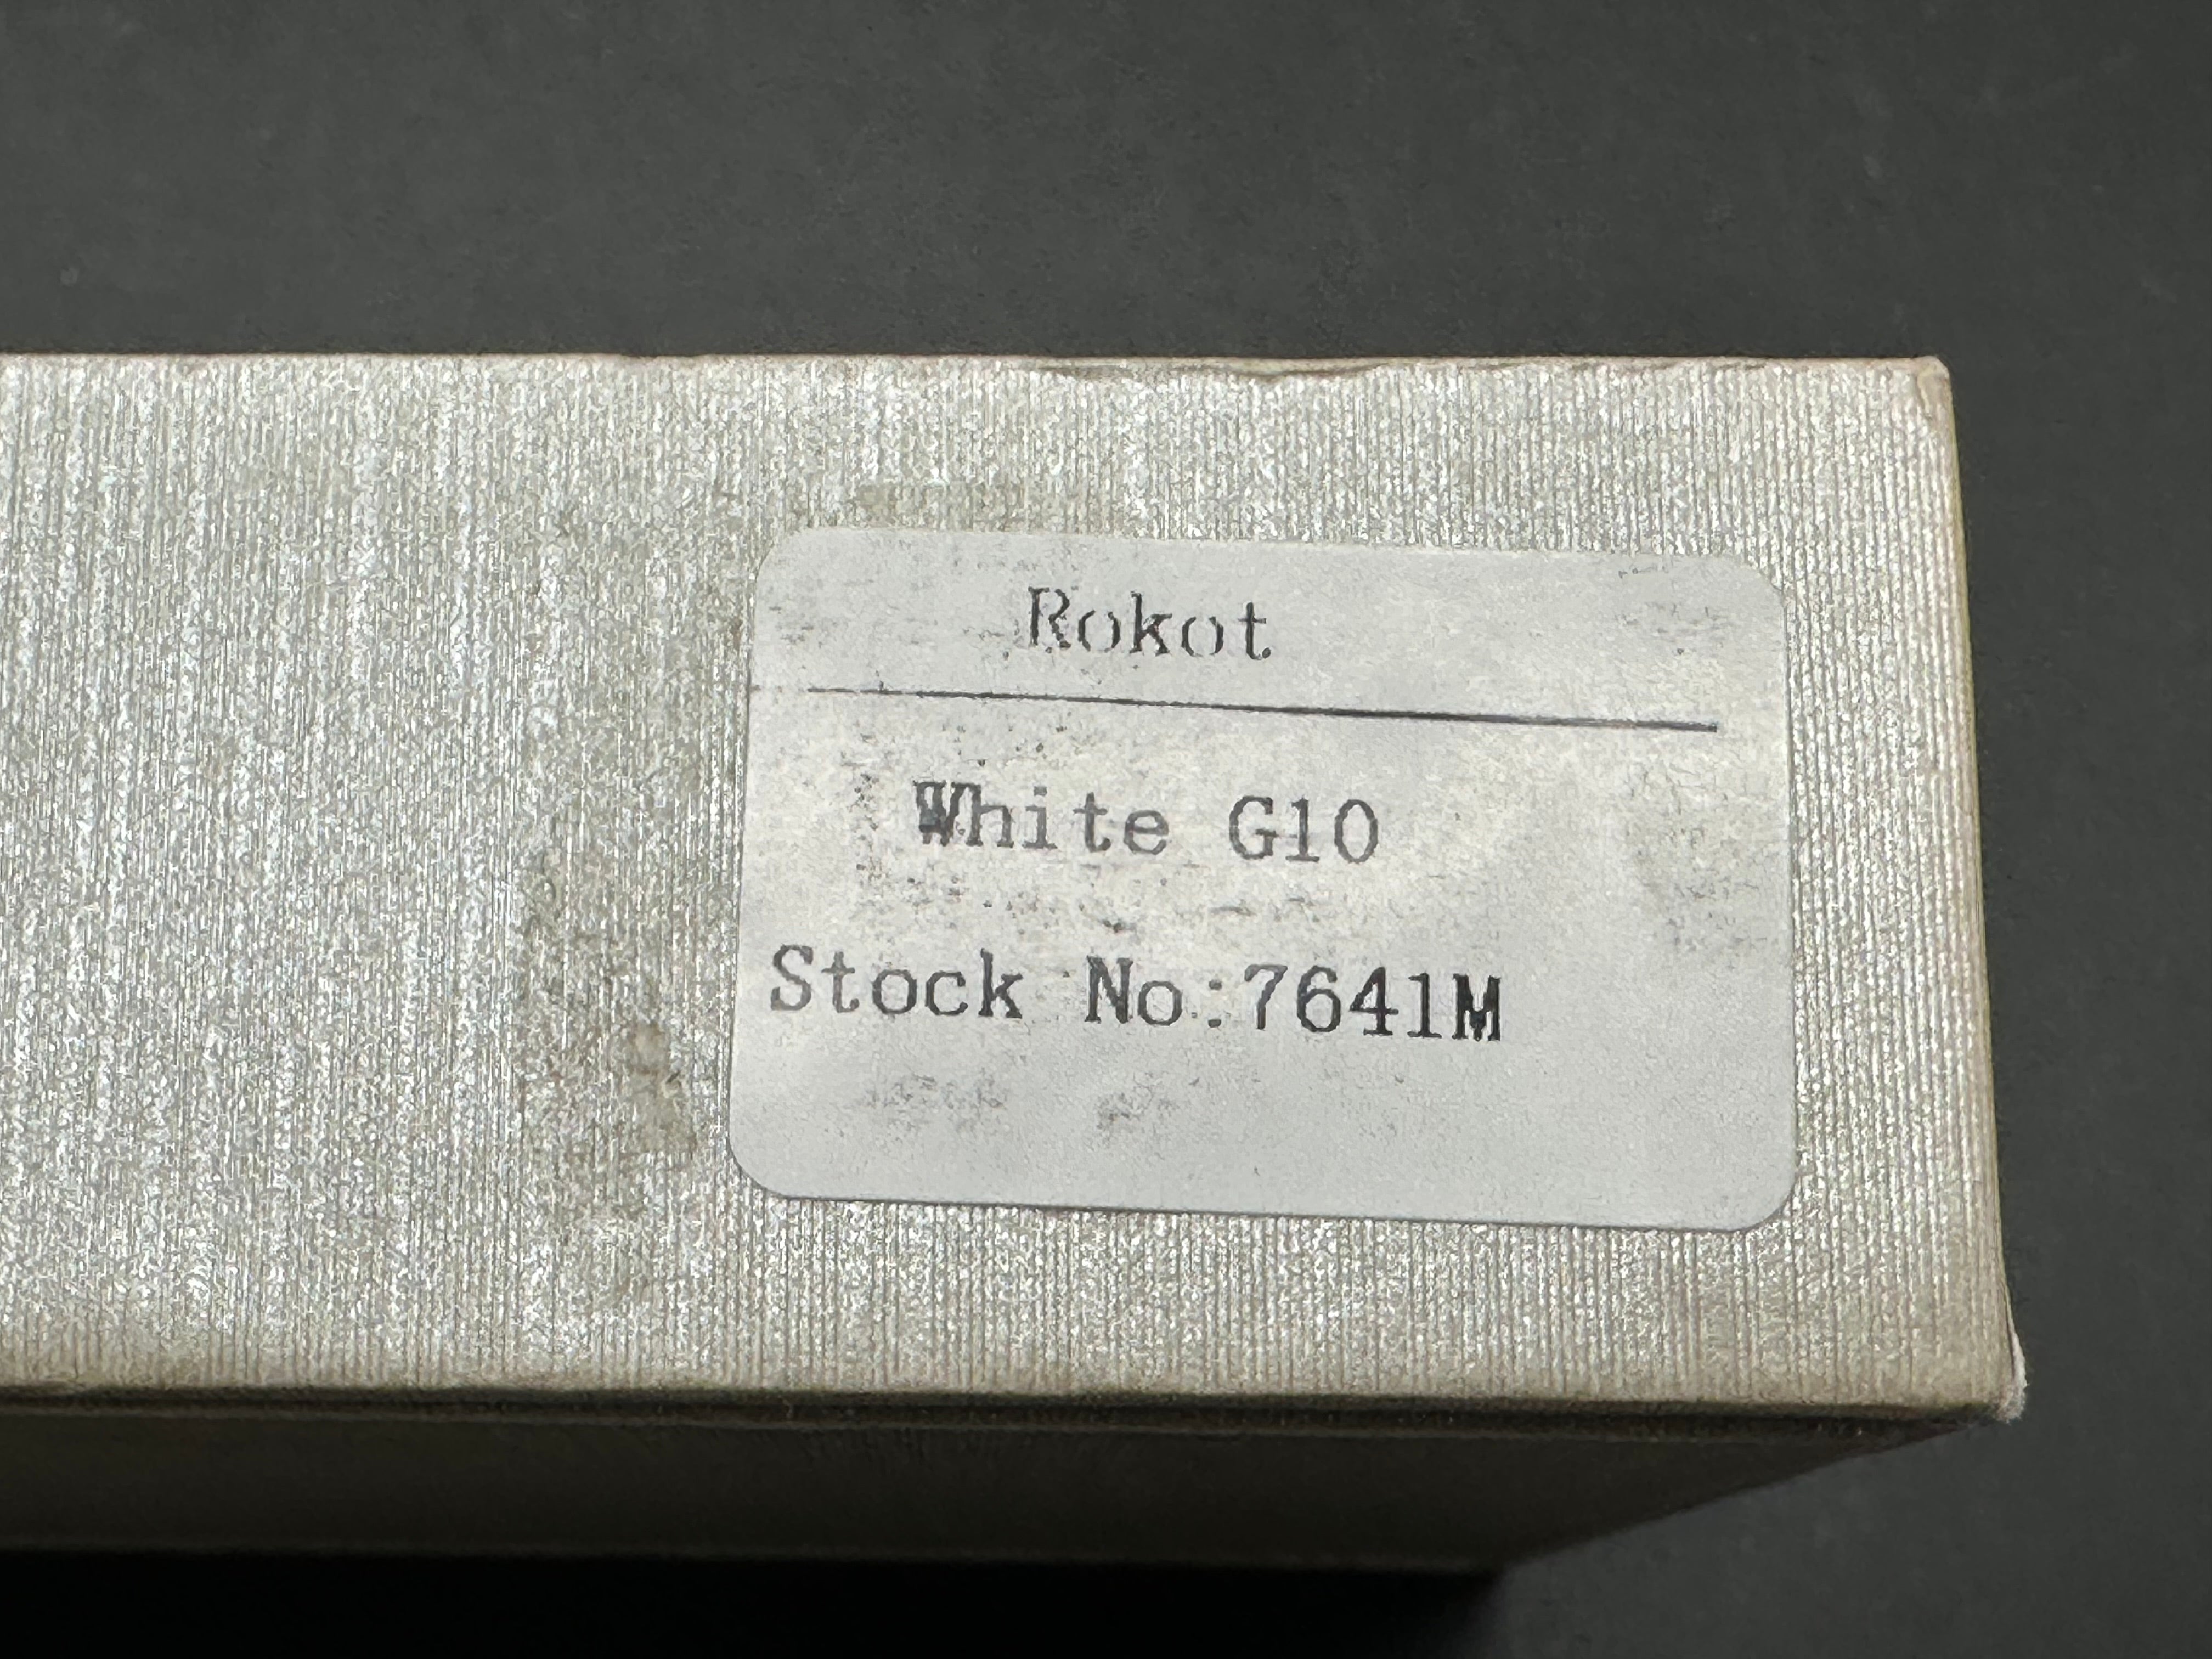 Rokot
White G10
Stock No:7641M